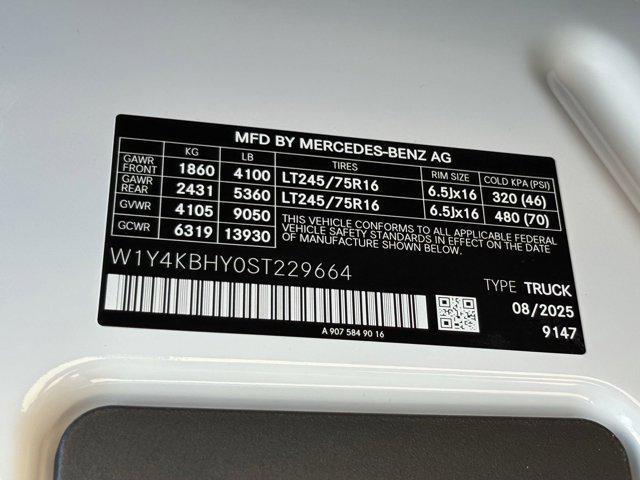 MFD BY MERCEDES-BENZ AG
KG LB TIRES RIM SIZE COLD KPA (PSI)
GAWR FRONT 1860 4100 LT245/75R16 6.5Jx16 320 (46)
GAWR REAR 2431 5360 LT245/75R16 6.5Jx16 480 (70)
GVWR 4105 9050 THIS VEHICLE CONFORMS TO ALL APPLICABLE FEDERAL
MOTOR VEHICLE SAFETY STANDARDS IN EFFECT ON THE DATE
GCWR 6319 13930 OF MANUFACTURE SHOWN BELOW.
W1Y4KBHY0ST229664
TYPE TRUCK
08/2025
9147
A 907 584 90 16